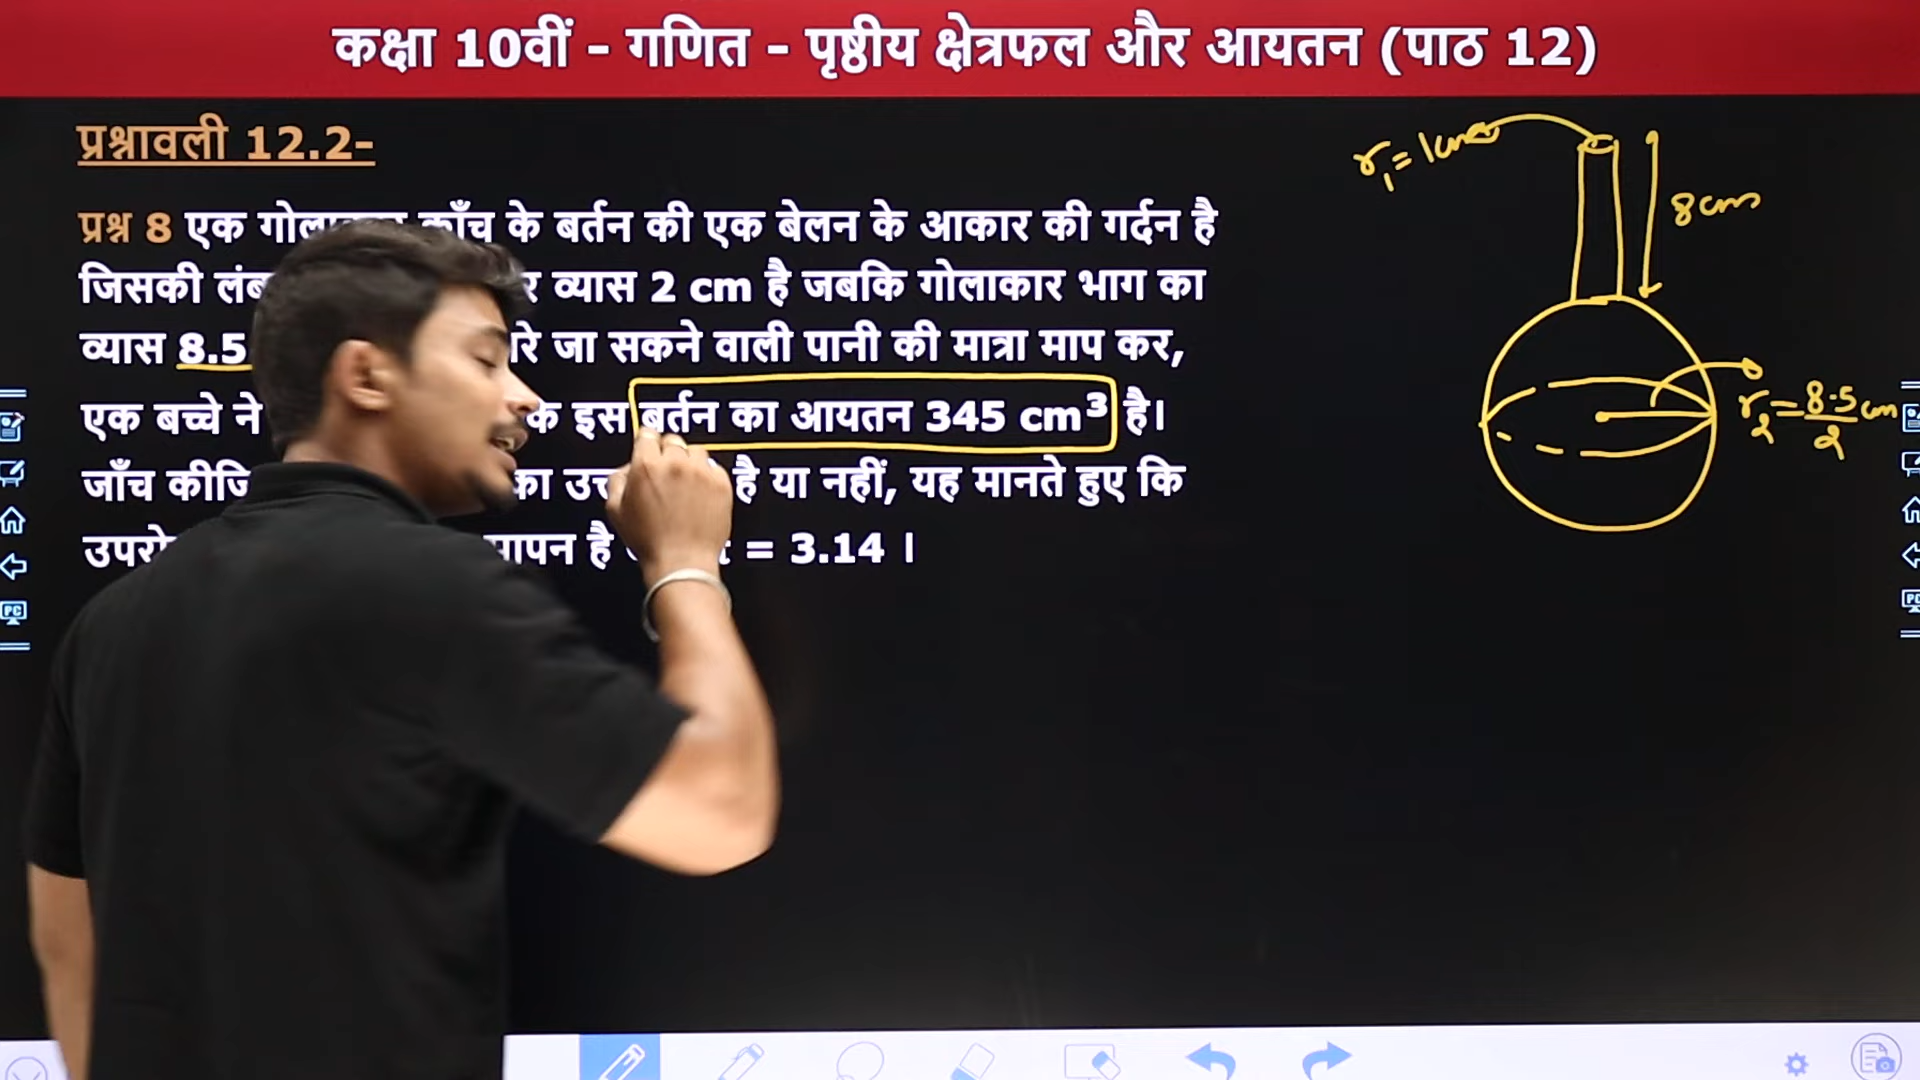 कक्षा 10वीं - गणित - पृष्ठीय क्षेत्रफल और आयतन (पाठ 12)
प्रश्नावली 12.2-
प्रश्न 8 एक काँच के बर्तन की एक बेलन के आकार की गर्दन है
जिसकी व्यास 2 cm है जबकि गोलाकार भाग का
व्यास 8.5 जा सकने वाली पानी की मात्रा माप कर,
एक बच्चे ने इस बर्तन का आयतन 345 cm³ है।
जाँच है या नहीं, यह मानते हुए कि
है = 3.14 ।
r₁ = 1cm
8cm
r₂ = 8.5/2 cm
PC